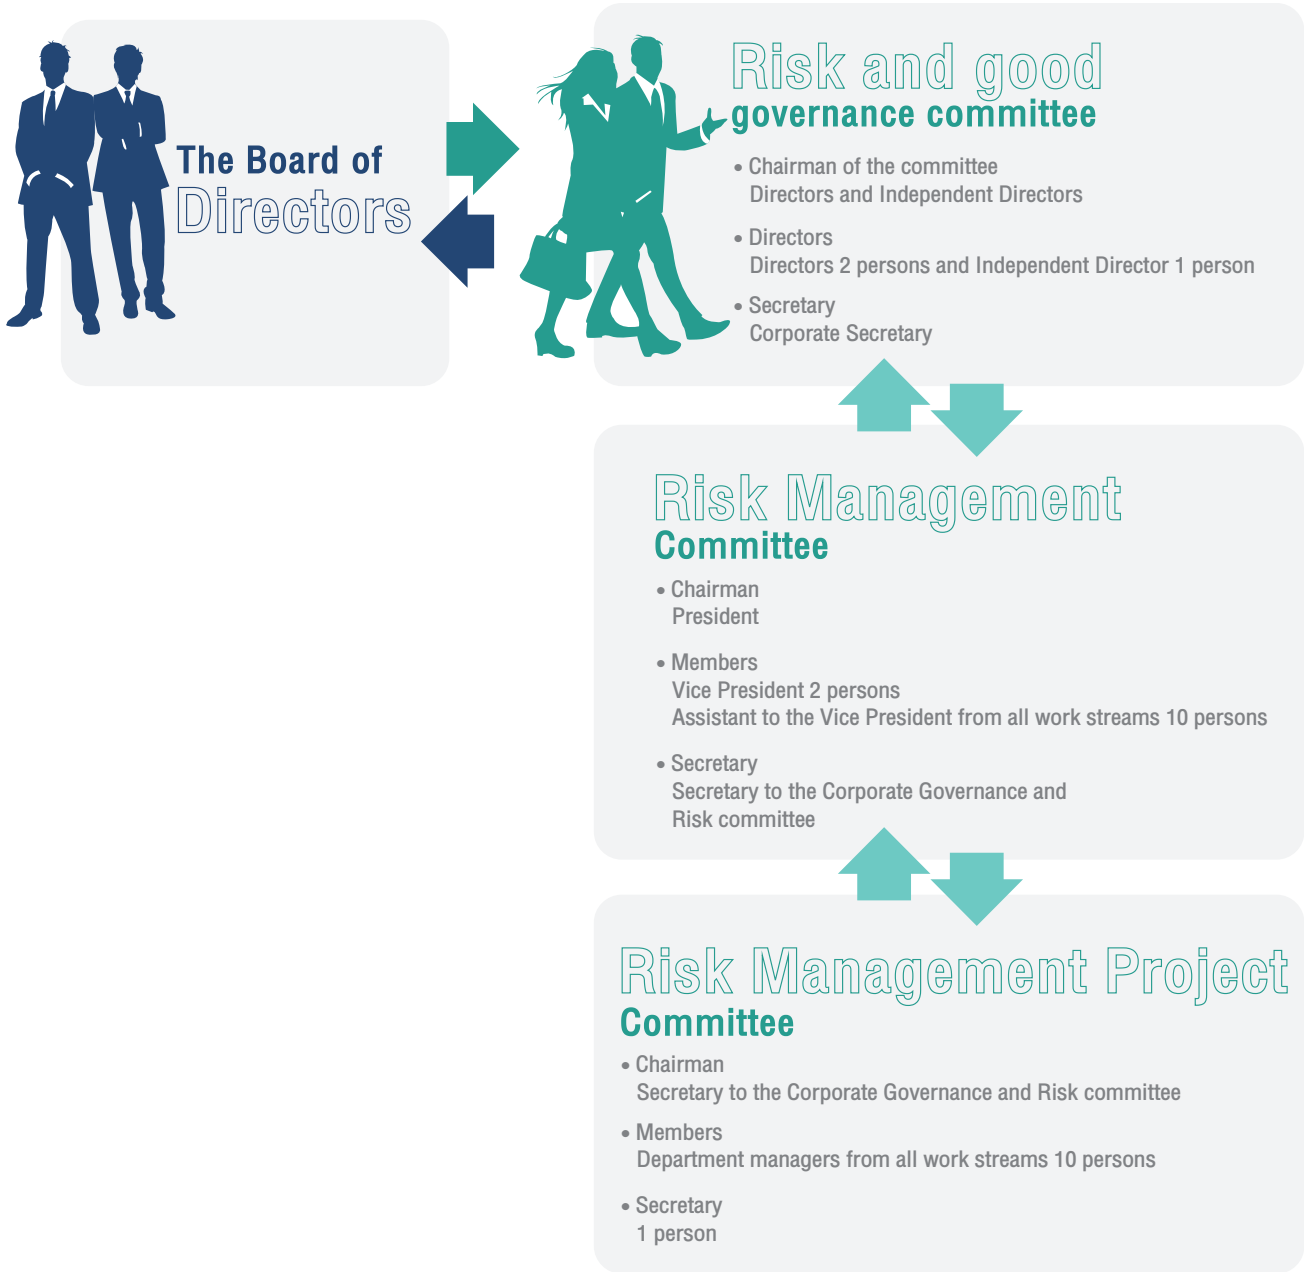 The Board of
Directors
Risk and good
governance committee
• Chairman of the committee
Directors and Independent Directors
• Directors
Directors 2 persons and Independent Director 1 person
• Secretary
Corporate Secretary
Risk Management
Committee
• Chairman
President
• Members
Vice President 2 persons
Assistant to the Vice President from all work streams 10 persons
• Secretary
Secretary to the Corporate Governance and
Risk committee
Risk Management Project
Committee
• Chairman
Secretary to the Corporate Governance and Risk committee
• Members
Department managers from all work streams 10 persons
• Secretary
1 person